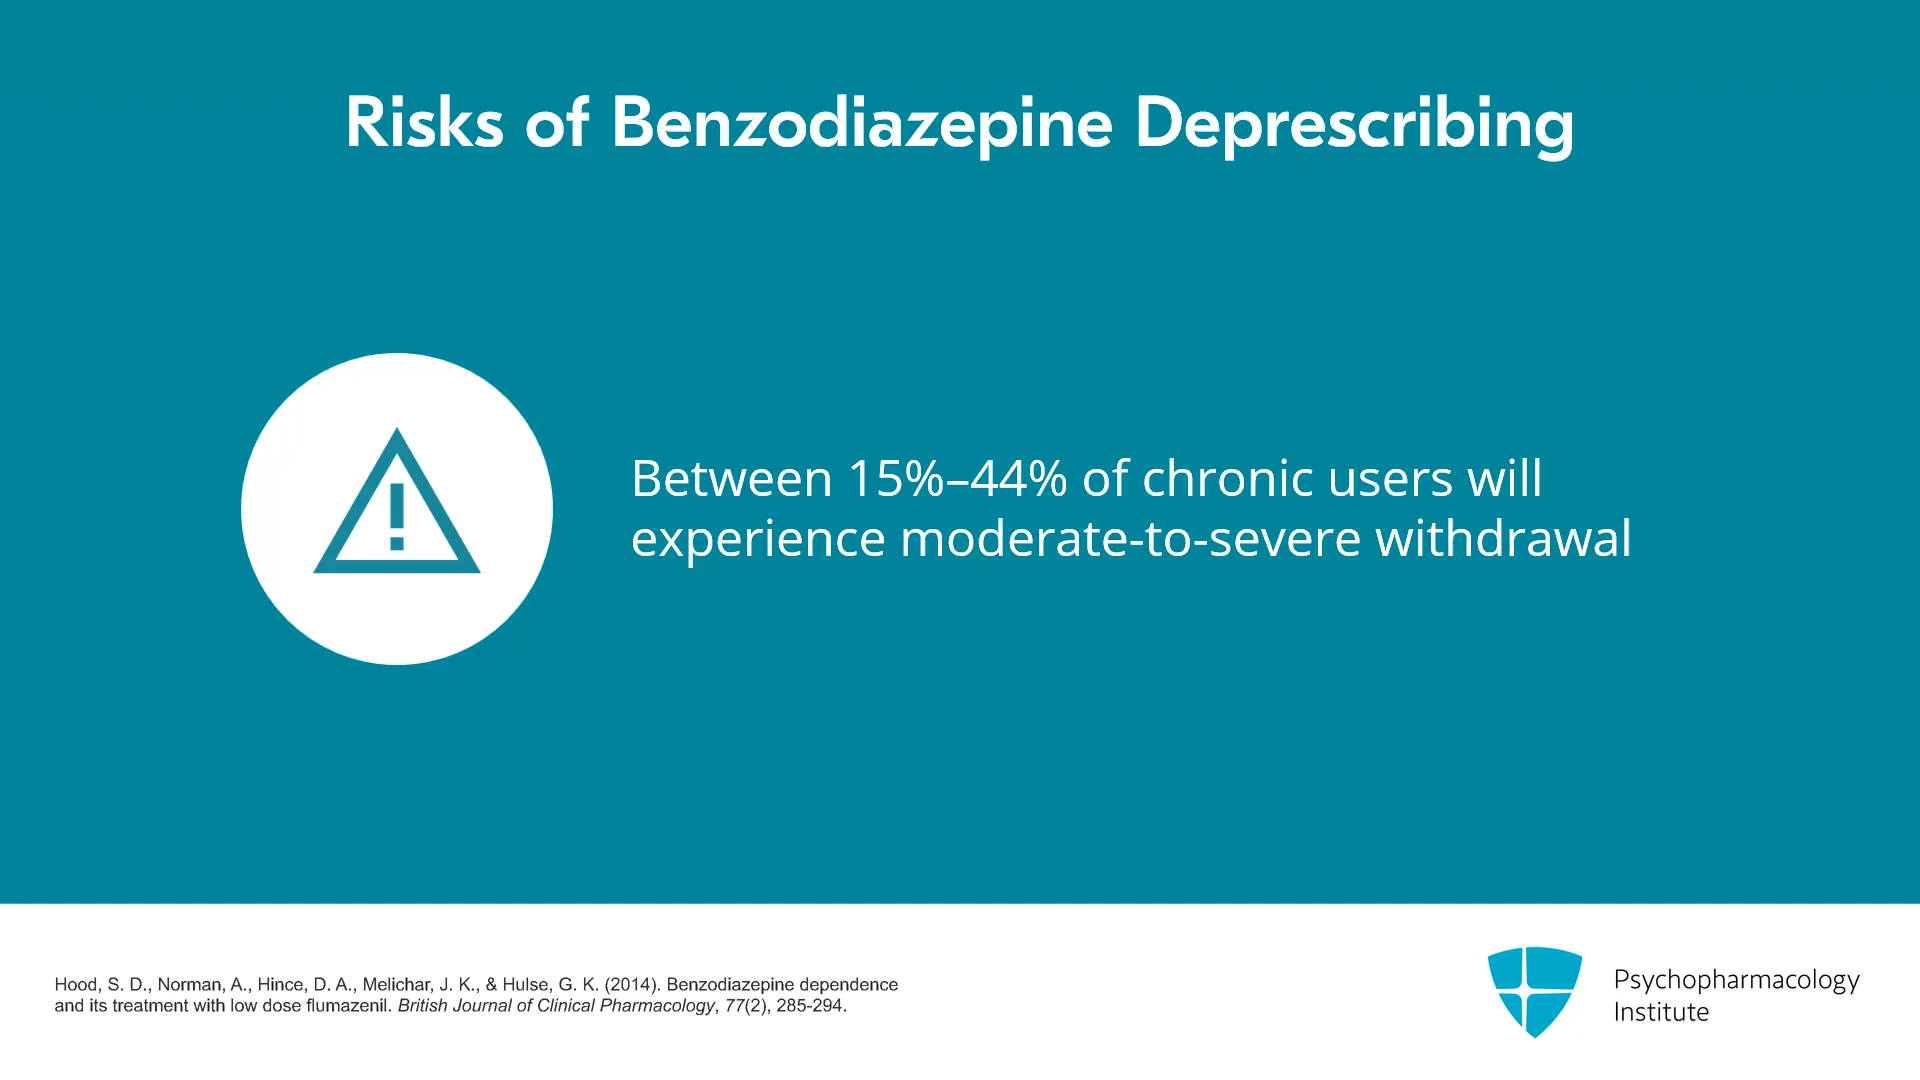 Risks of Benzodiazepine Deprescribing
Between 15%–44% of chronic users will
experience moderate-to-severe withdrawal
Hood, S. D., Norman, A., Hince, D. A., Melichar, J. K., & Hulse, G. K. (2014). Benzodiazepine dependence
and its treatment with low dose flumazenil. British Journal of Clinical Pharmacology, 77(2), 285-294.
Psychopharmacology
Institute